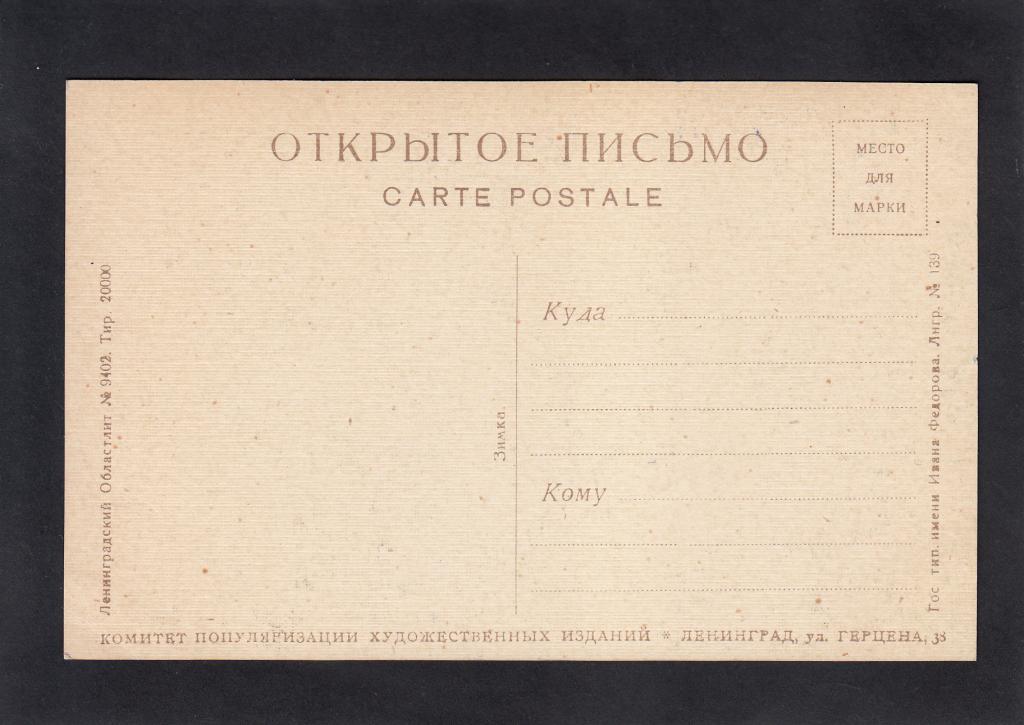 ОТКРЫТОЕ ПИСЬМО
CARTE POSTALE
МЕСТО
ДЛЯ
МАРКИ
Ленинградский Областлит № 9402. Тир. 20000
Зимка.
Куда
Кому
Гос тип. имени Ивана Федорова. Лнгр. № 139
КОМИТЕТ ПОПУЛЯРИЗАЦИИ ХУДОЖЕСТВЕННЫХ ИЗДАНИЙ * ЛЕНИНГРАД, ул. ГЕРЦЕНА, 38